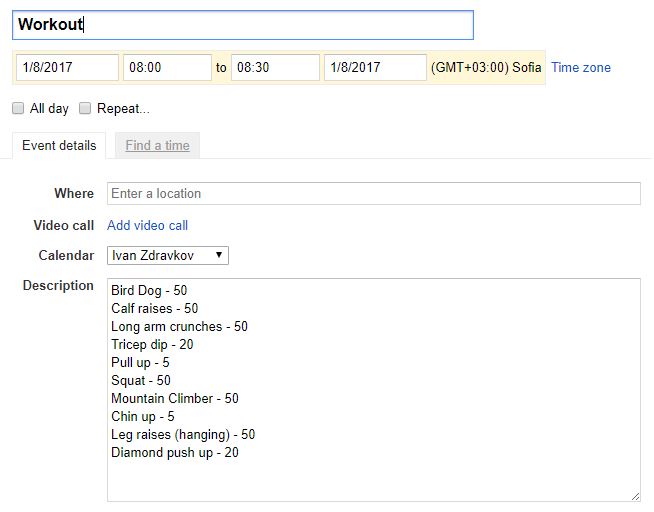 Workout
1/8/2017 08:00 to 08:30 1/8/2017 (GMT+03:00) Sofia Time zone
All day Repeat...
Event details Find a time
Where Enter a location
Video call Add video call
Calendar Ivan Zdravkov
Description
Bird Dog - 50
Calf raises - 50
Long arm crunches - 50
Tricep dip - 20
Pull up - 5
Squat - 50
Mountain Climber - 50
Chin up - 5
Leg raises (hanging) - 50
Diamond push up - 20